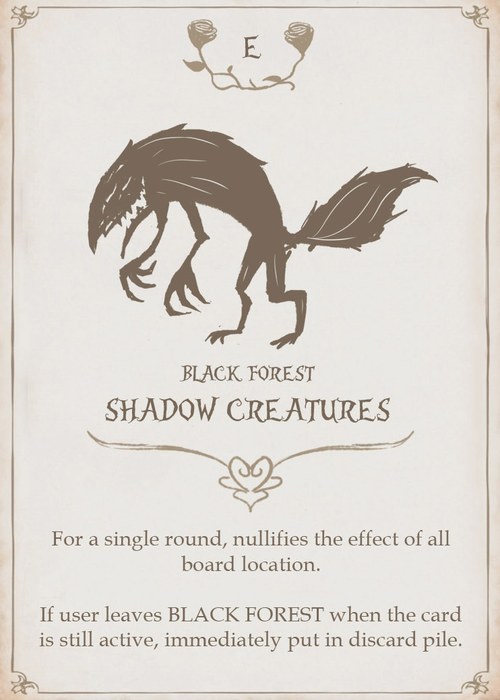 E
BLACK FOREST
SHADOW CREATURES
For a single round, nullifies the effect of all
board location.
If user leaves BLACK FOREST when the card
is still active, immediately put in discard pile.